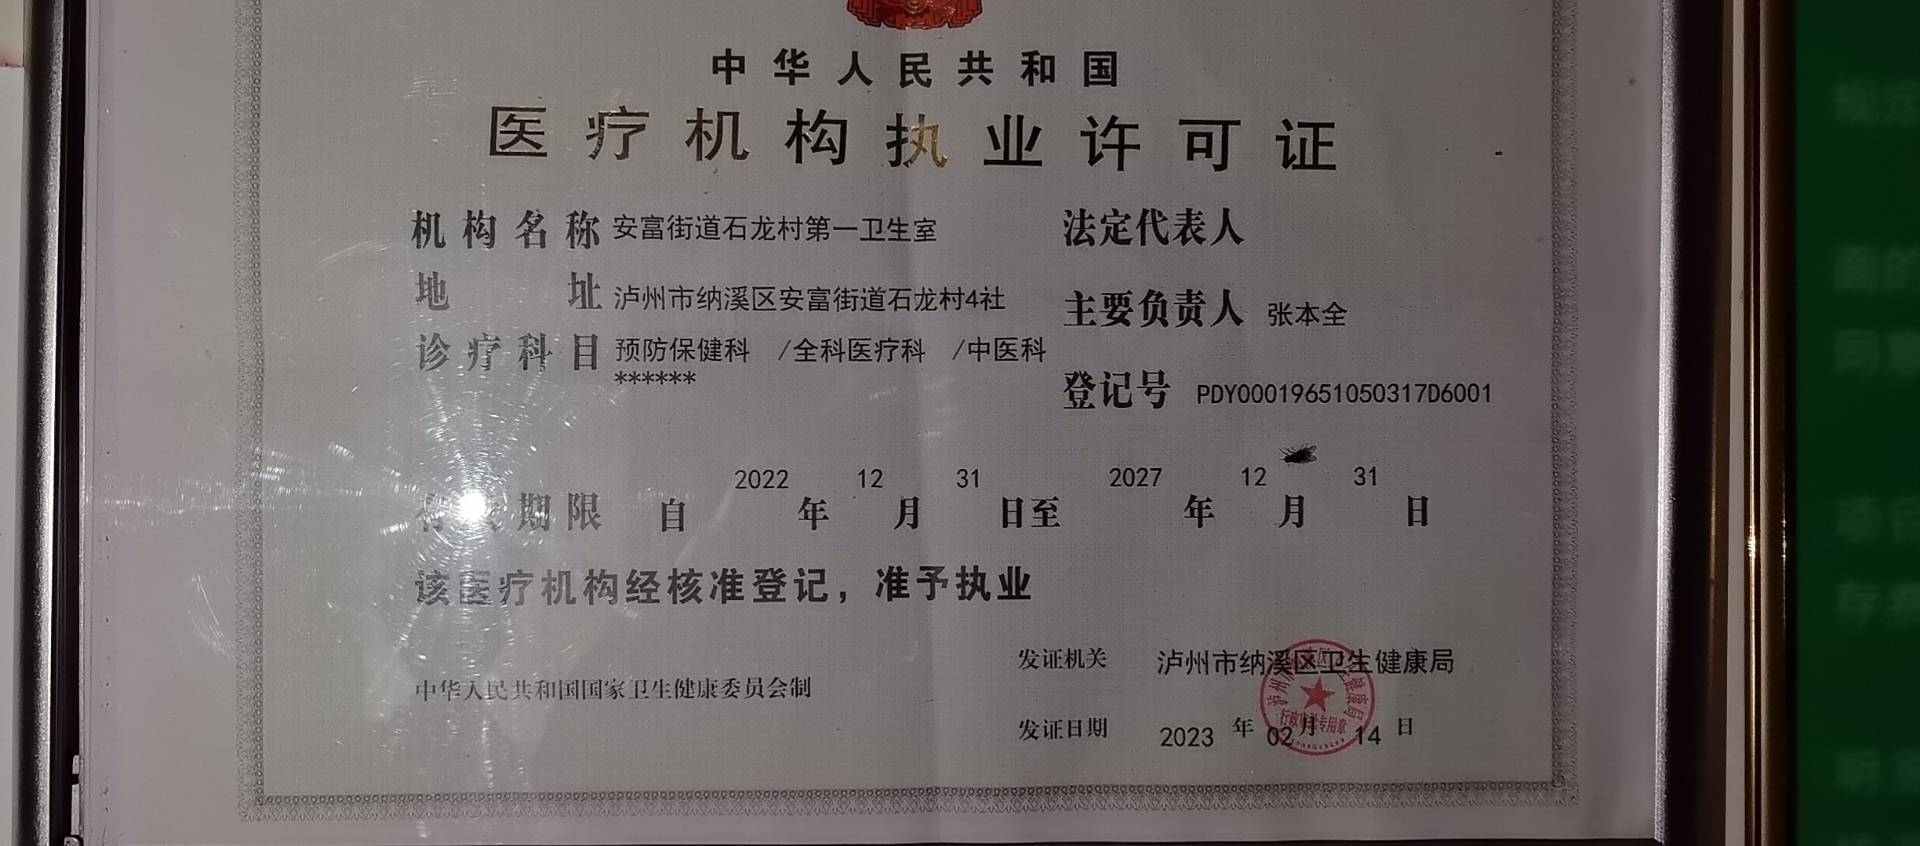 中华人民共和国
医疗机构执业许可证
机构名称 安富街道石龙村第一卫生室
法定代表人
地址 泸州市纳溪区安富街道石龙村4社
主要负责人 张本全
诊疗科目 预防保健科 /全科医疗科 /中医科
******
登记号 PDY00019651050317D6001
期限 自 2022 年 12 月 31 日至 2027 年 12 月 31 日
该医疗机构经核准登记，准予执业
发证机关 泸州市纳溪区卫生健康局
中华人民共和国国家卫生健康委员会制
发证日期 2023 年 02 月 14 日